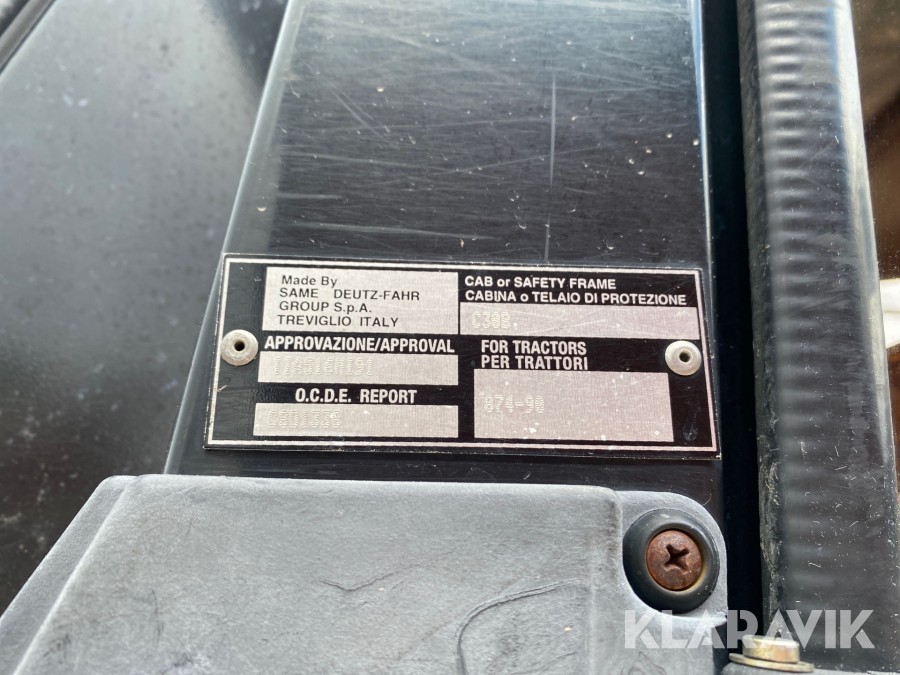 Made By
SAME DEUTZ-FAHR
GROUP S.p.A.
TREVIGLIO ITALY
CAB or SAFETY FRAME
CABINA o TELAIO DI PROTEZIONE
APPROVAZIONE/APPROVAL
FOR TRACTORS
PER TRATTORI
O.C.DE. REPORT
874-90
KLARAVIK